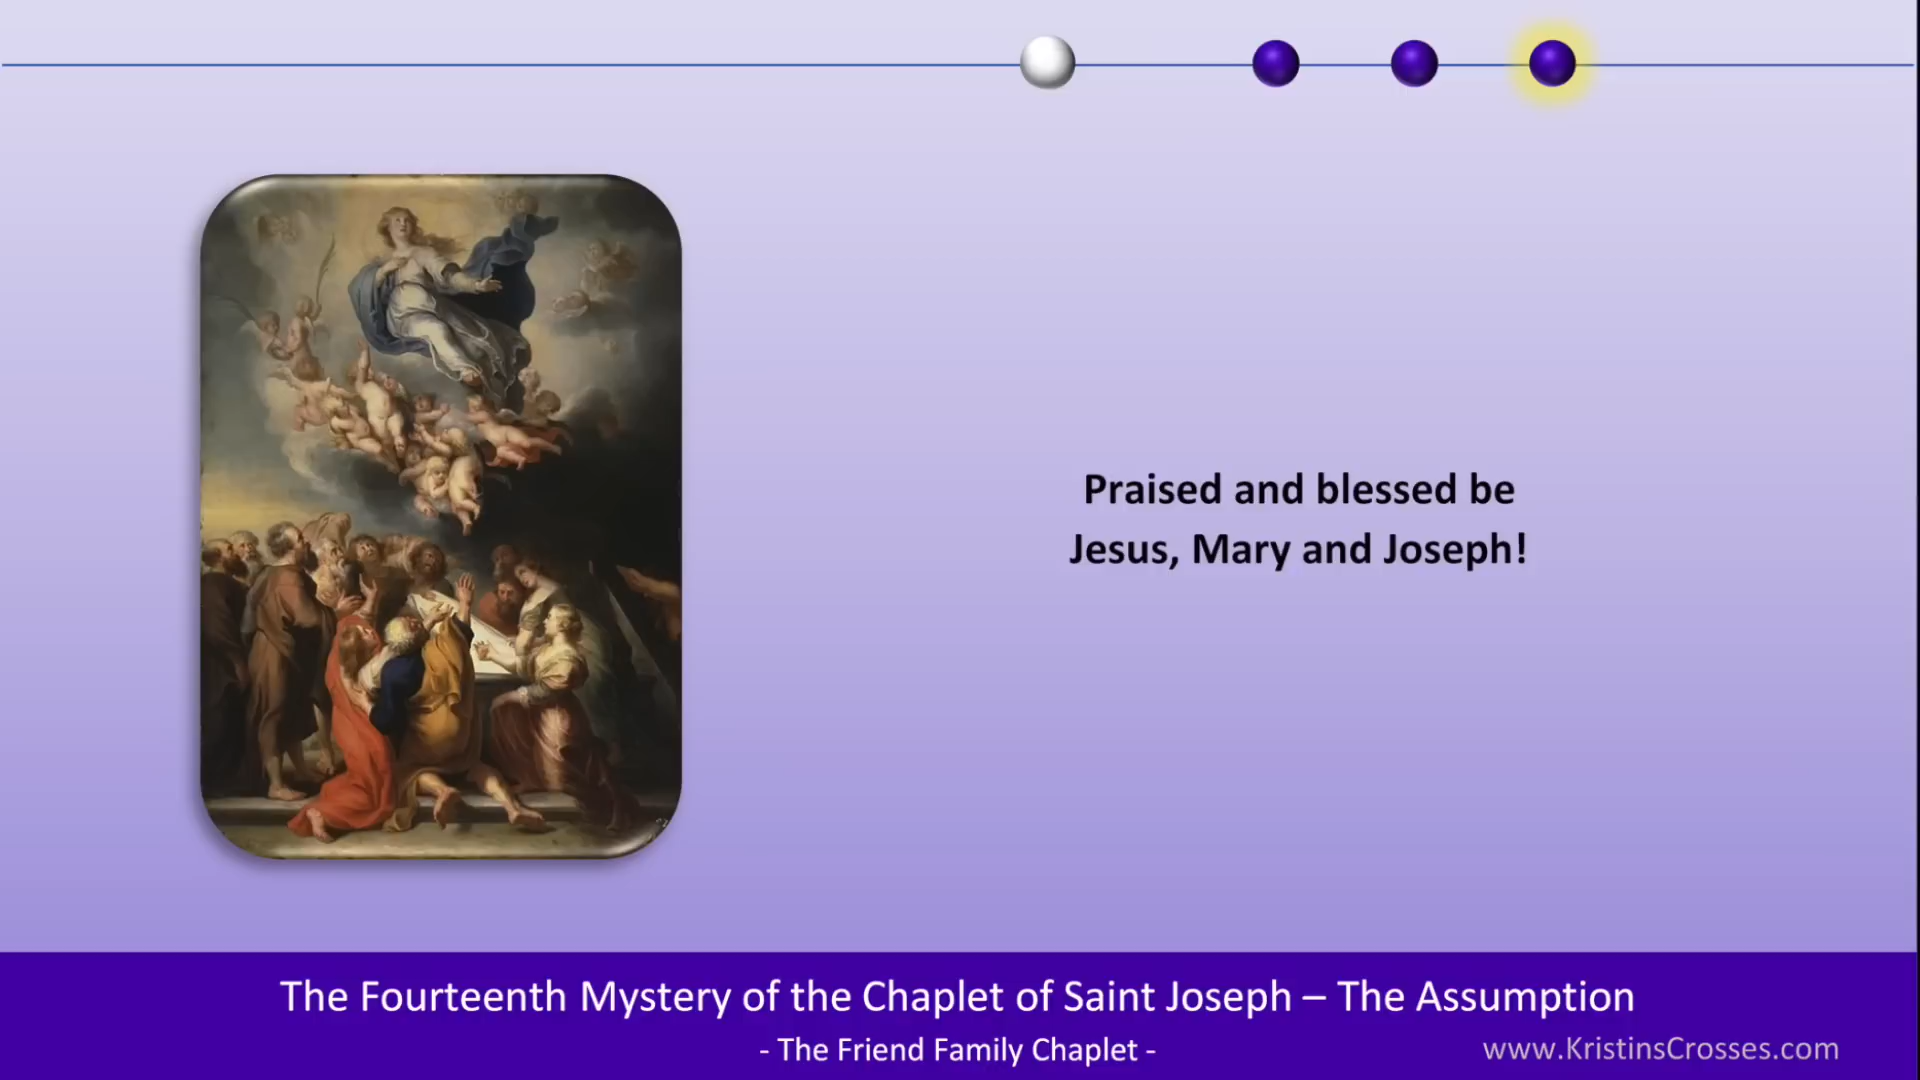 Praised and blessed be
Jesus, Mary and Joseph!
The Fourteenth Mystery of the Chaplet of Saint Joseph – The Assumption
- The Friend Family Chaplet -
www.KristinsCrosses.com